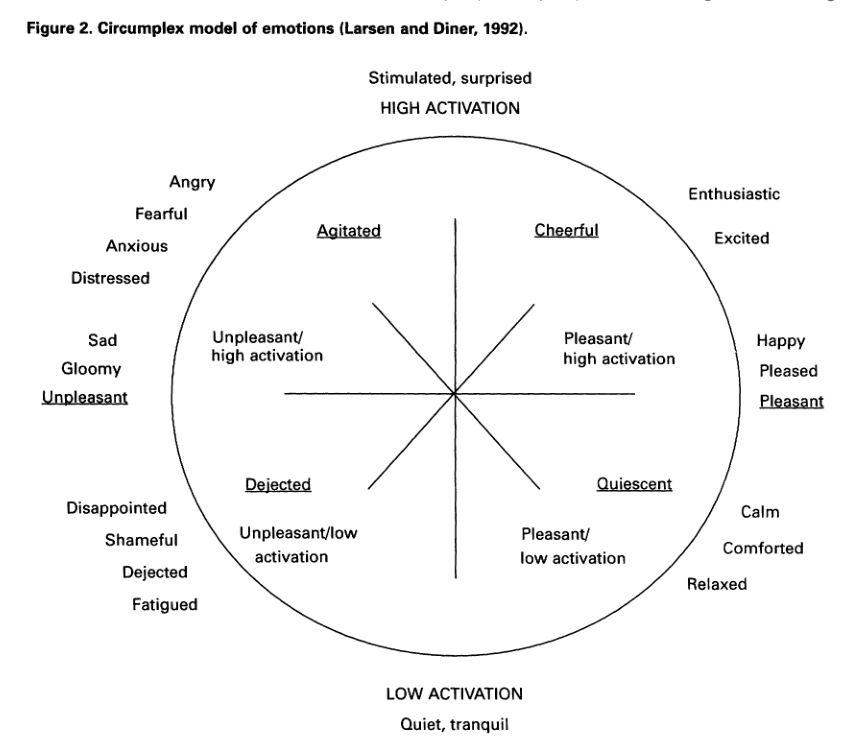 Figure 2. Circumplex model of emotions (Larsen and Diner, 1992).
Stimulated, surprised
HIGH ACTIVATION
Angry
Fearful
Anxious
Distressed
Agitated
Cheerful
Enthusiastic
Excited
Sad
Gloomy
Unpleasant
Unpleasant/
high activation
Pleasant/
high activation
Happy
Pleased
Pleasant
Disappointed
Shameful
Dejected
Fatigued
Dejected
Unpleasant/low
activation
Quiescent
Pleasant/
low activation
Calm
Comforted
Relaxed
LOW ACTIVATION
Quiet, tranquil